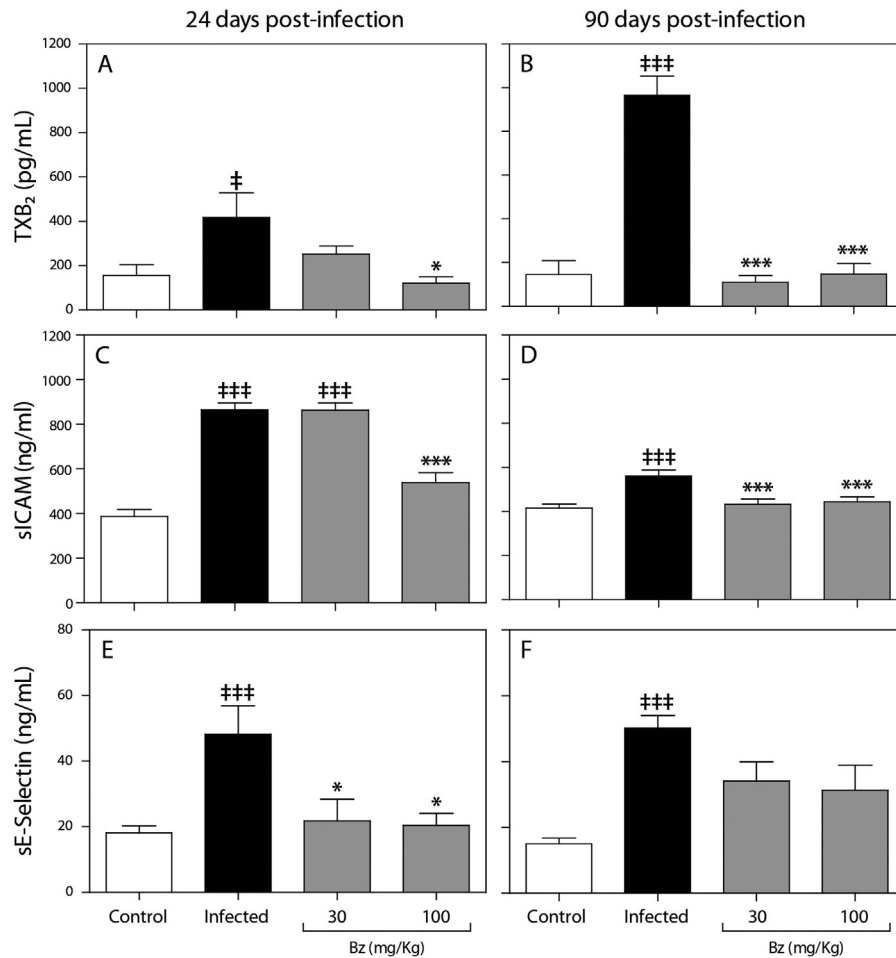 24 days post-infection
90 days post-infection
TXB₂ (pg/mL)
1200
1000
800
600
400
200
0
A
‡
*
B
‡‡‡
***
***
sICAM (ng/ml)
1200
1000
800
600
400
200
0
C
‡‡‡
‡‡‡
***
D
‡‡‡
***
***
sE-Selectin (ng/mL)
80
60
40
20
0
E
‡‡‡
*
*
F
‡‡‡
Control Infected 30 100
Bz (mg/Kg)
Control Infected 30 100
Bz (mg/Kg)